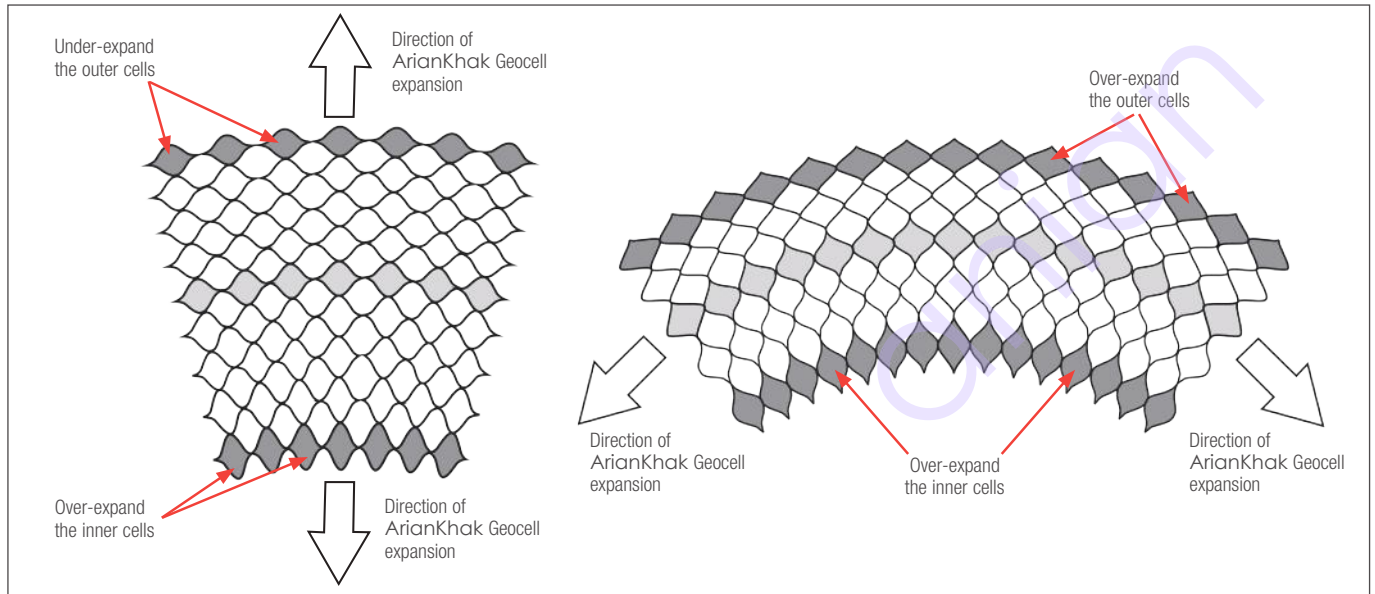 Under-expand
the outer cells
Direction of
ArianKhak Geocell
expansion
Over-expand
the inner cells
Direction of
ArianKhak Geocell
expansion
Over-expand
the outer cells
Direction of
ArianKhak Geocell
expansion
Over-expand
the inner cells
Direction of
ArianKhak Geocell
expansion
anian